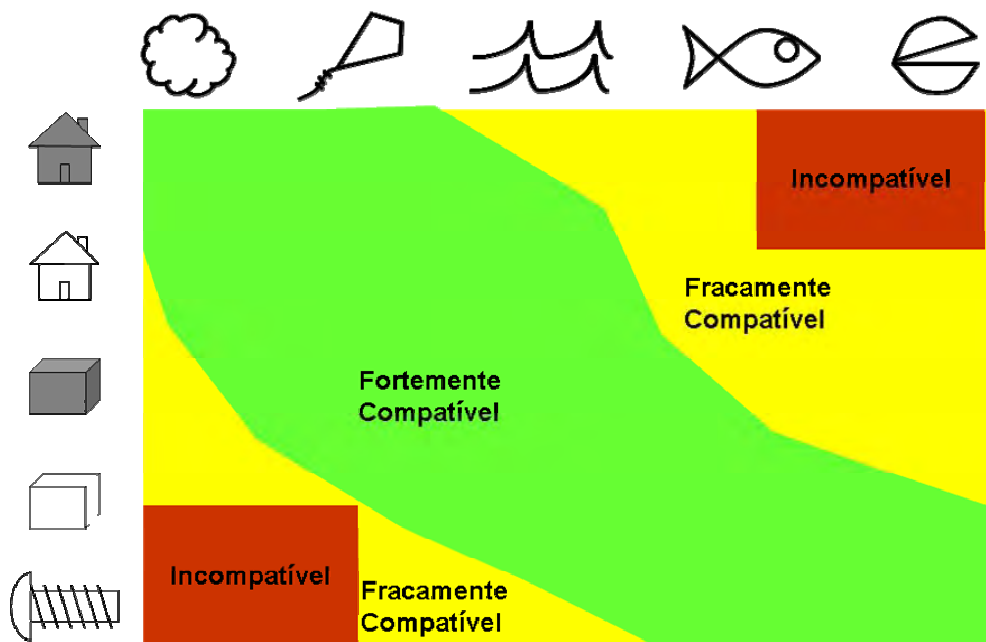 Incompatível
Fracamente
Compatível
Fortemente
Compatível
Incompatível
Fracamente
Compatível